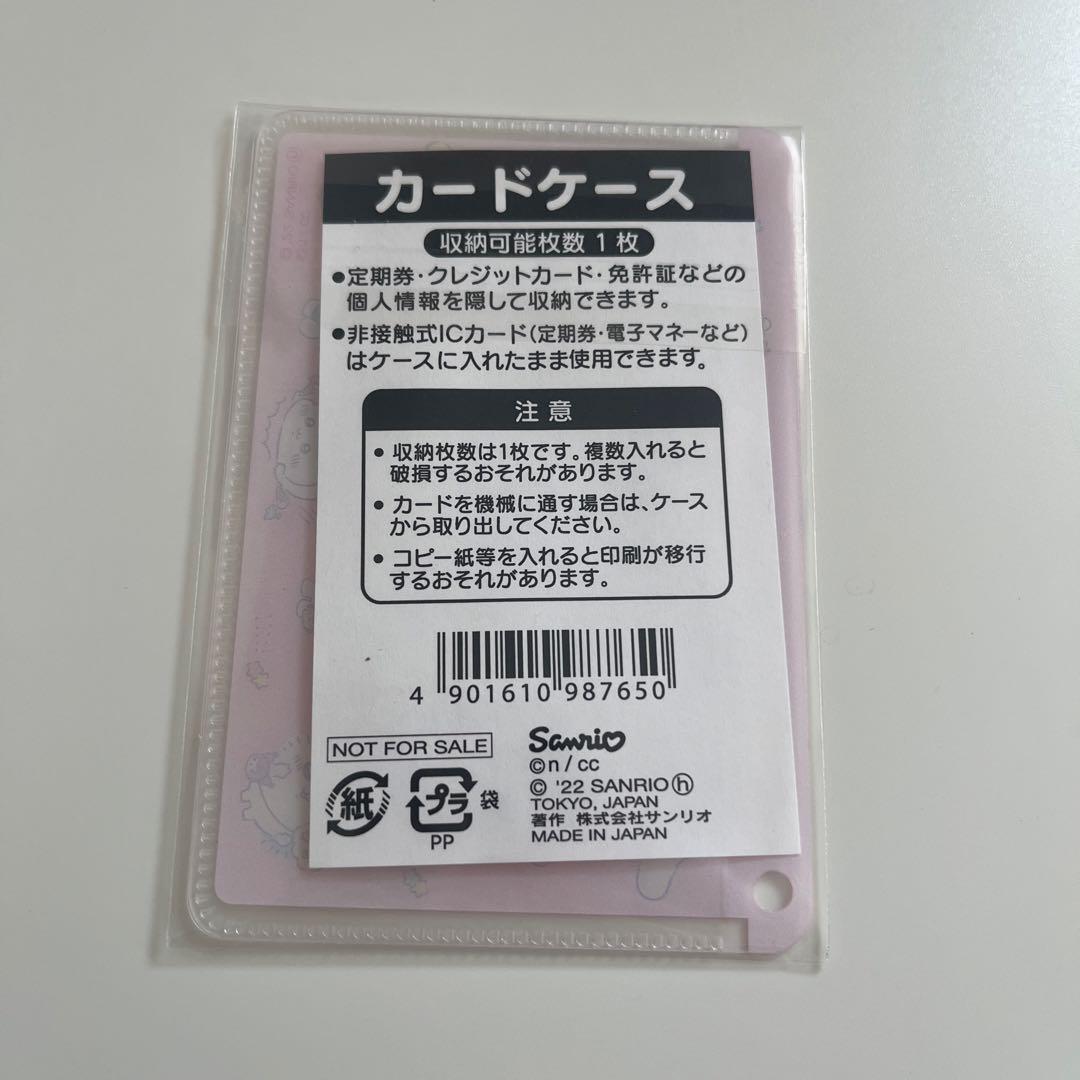 カードケース
収納可能枚数 1 枚
●定期券・クレジットカード・免許証などの
個人情報を隠して収納できます。
●非接触式ICカード(定期券・電子マネーなど)
はケースに入れたまま使用できます。
注意
● 収納枚数は1枚です。複数入れると
破損するおそれがあります。
● カードを機械に通す場合は、ケース
から取り出してください。
● コピー紙等を入れると印刷が移行
するおそれがあります。
4 901610 987650
NOT FOR SALE
Sanrio
©n / cc
© '22 SANRIO ⓗ
TOKYO, JAPAN
著作 株式会社サンリオ
MADE IN JAPAN
紙
プラ 袋
PP